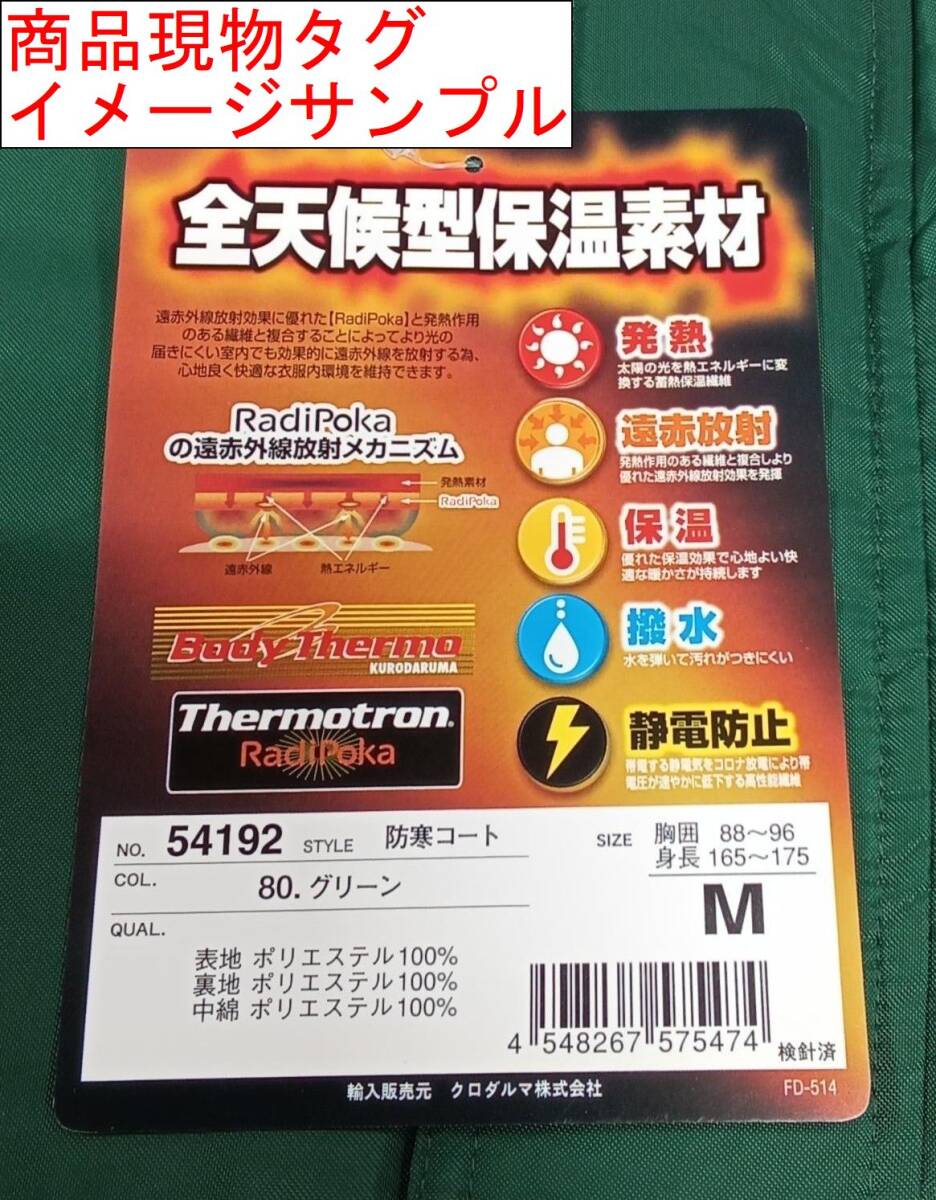 商品現物タグ
イメージサンプル
全天候型保温素材
遠赤外線放射効果に優れた【RadiPoka】と発熱作用
のある繊維と複合することによってより光の
届きにくい室内でも効果的に遠赤外線を放射する為、
心地良く快適な衣服内環境を維持できます。
RadiPoka
の遠赤外線放射メカニズム
発熱素材
RadiPoka
遠赤外線 熱エネルギー
Body Thermo
KURODARUMA
Thermotron®
RadiPoka
発熱
太陽の光を熱エネルギーに変
換する蓄熱保温繊維
遠赤放射
発熱作用のある繊維と複合しより
優れた遠赤外線放射効果を発揮
保温
優れた保温効果で心地よい快
適な暖かさが持続します
撥水
水を弾いて汚れがつきにくい
静電防止
帯電する静電気をコロナ放電により帯
電圧が速やかに低下する高性能繊維
NO. 54192 STYLE 防寒コート
COL. 80.グリーン
QUAL.
表地 ポリエステル100%
裏地 ポリエステル100%
中綿 ポリエステル100%
SIZE 胸囲 88～96
身長 165～175
M
4 548267 575474
検針済
輸入販売元 クロダルマ株式会社
FD-514